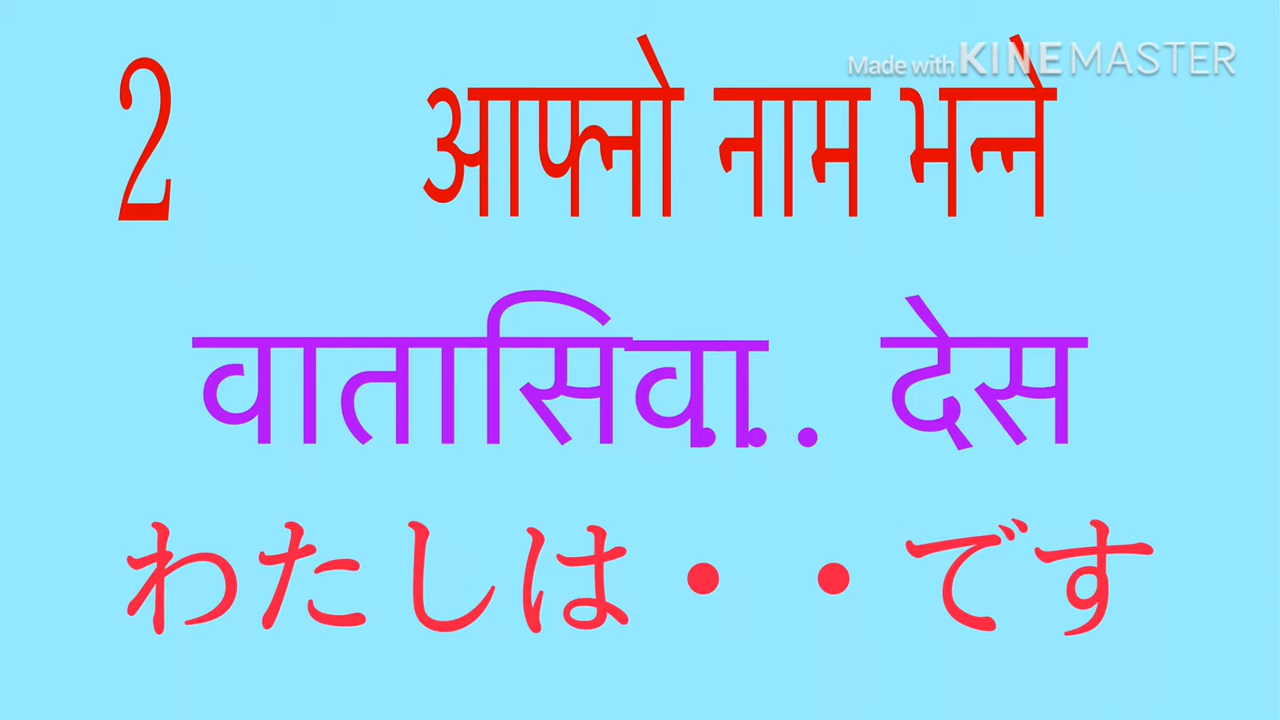 Made with KINEMASTER
2 आफ्नो नाम भन्ने
वातासिवा... देस
わたしは・・です